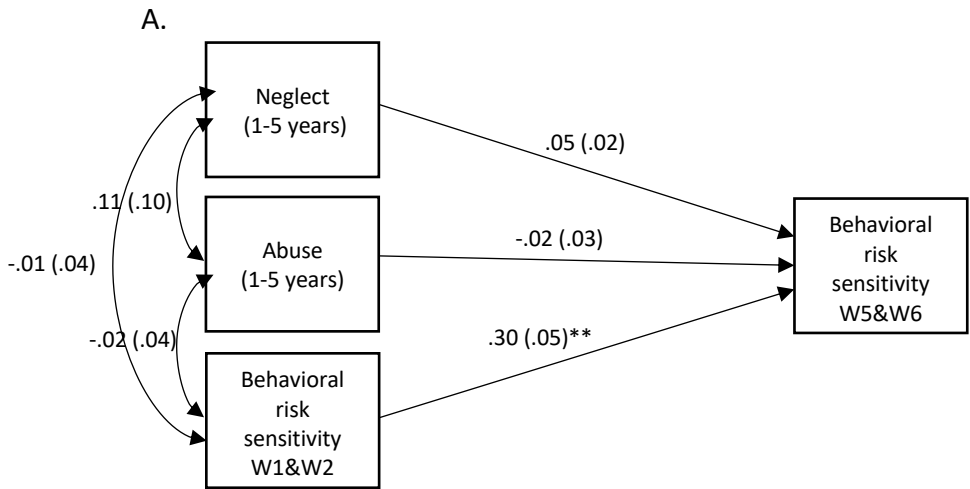 A.
Neglect
(1-5 years)
.05 (.02)
.11 (.10)
Abuse
(1-5 years)
-.02 (.03)
-.01 (.04)
Behavioral
risk
sensitivity
W5&W6
-.02 (.04)
.30 (.05)**
Behavioral
risk
sensitivity
W1&W2